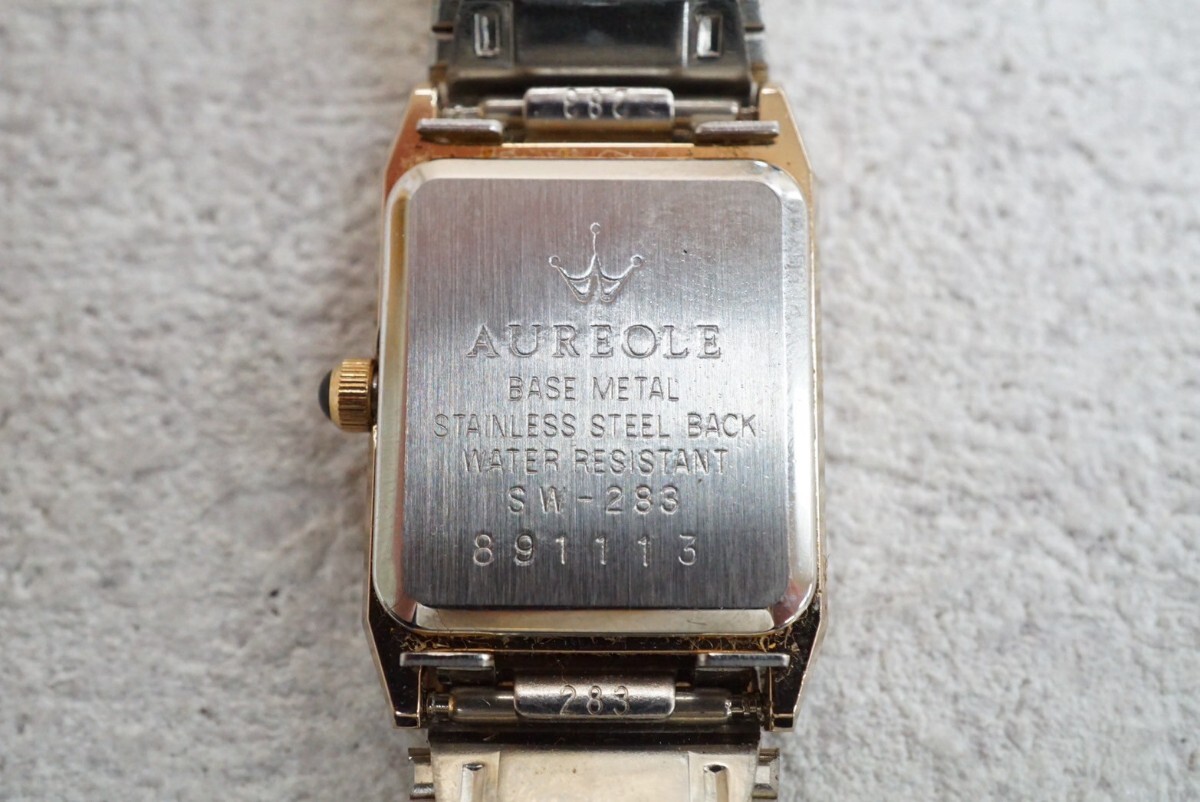 283
AUREOLE
BASE METAL
STAINLESS STEEL BACK
WATER RESISTANT
SW-283
891113
283